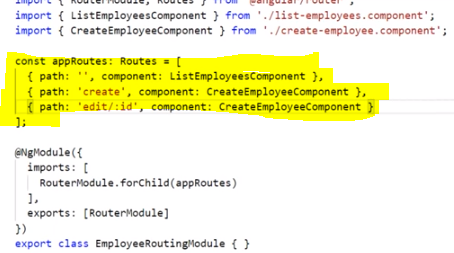 import { RouterModule, Routes } from '@angular/router';
import { ListEmployeesComponent } from './list-employees.component';
import { CreateEmployeeComponent } from './create-employee.component';
const appRoutes: Routes = [
{ path: '', component: ListEmployeesComponent },
{ path: 'create', component: CreateEmployeeComponent },
{ path: 'edit/:id', component: CreateEmployeeComponent }
];
@NgModule({
imports: [
RouterModule.forChild(appRoutes)
],
exports: [RouterModule]
})
export class EmployeeRoutingModule { }